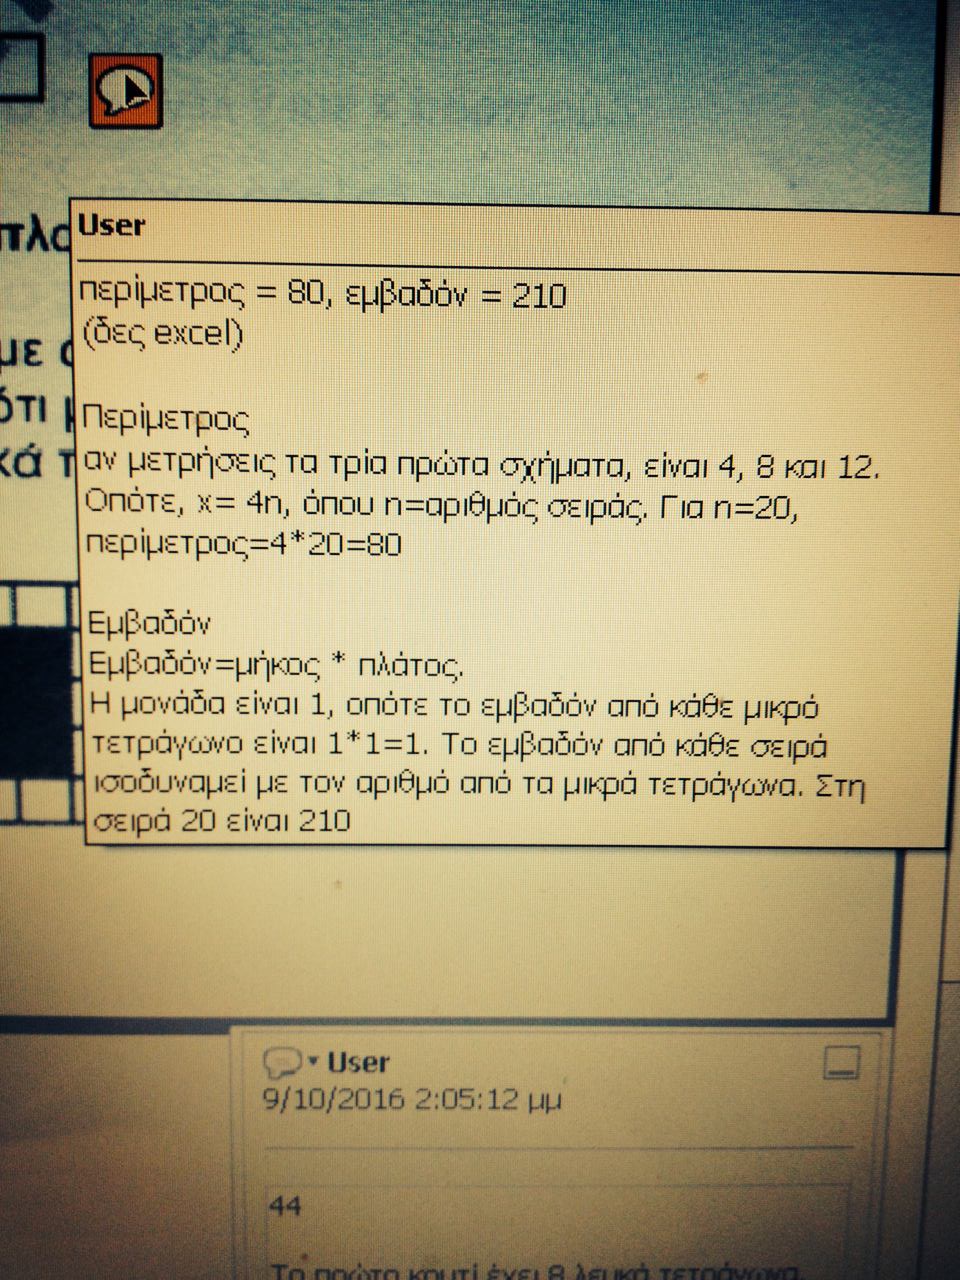 User
περίμετρος = 80, εμβαδόν = 210
(δες excel)
Περίμετρος
αν μετρήσεις τα τρία πρώτα σχήματα, είναι 4, 8 και 12.
Οπότε, x= 4n, όπου n=αριθμός σειράς. Για n=20,
περίμετρος=4*20=80
Εμβαδόν
Εμβαδόν=μήκος * πλάτος.
Η μονάδα είναι 1, οπότε το εμβαδόν από κάθε μικρό
τετράγωνο είναι 1*1=1. Το εμβαδόν από κάθε σειρά
ισοδυναμεί με τον αριθμό από τα μικρά τετράγωνα. Στη
σειρά 20 είναι 210
με
ότι
User
9/10/2016 2:05:12 μμ
44
Το πρώτο κουτί έχει 8 λευκά τετράγωνα